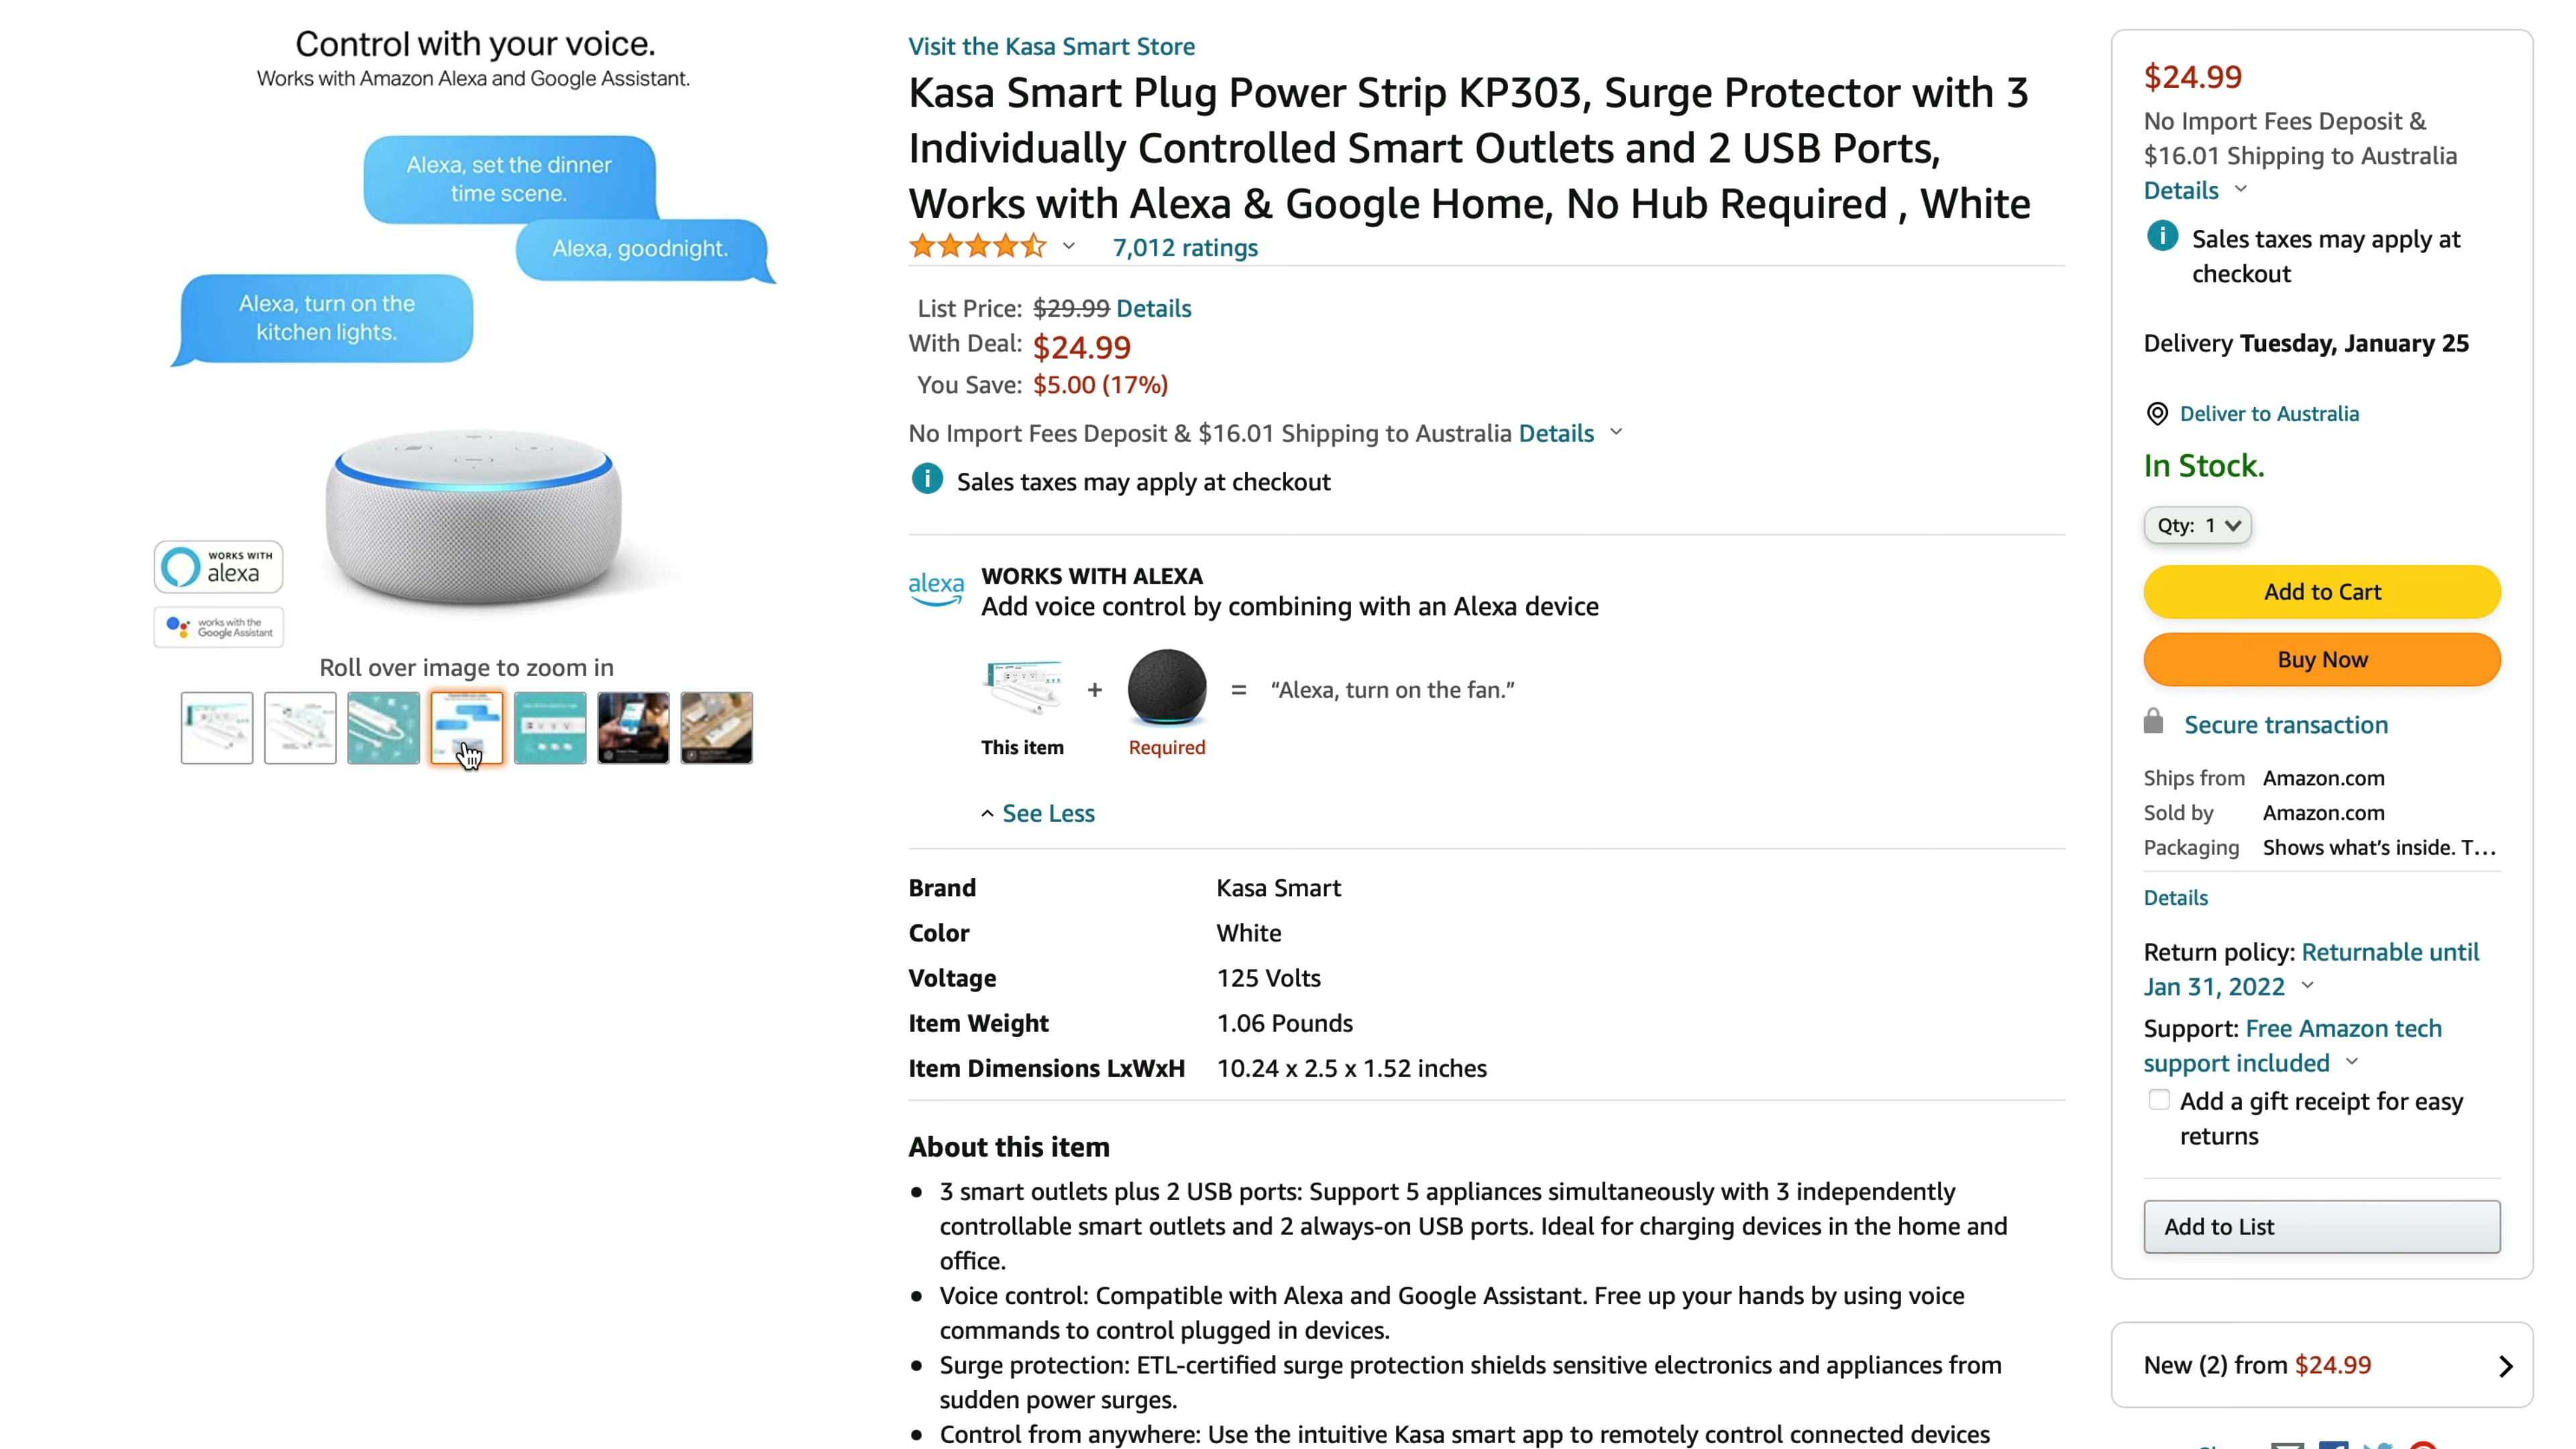 Control with your voice.
Works with Amazon Alexa and Google Assistant.
Alexa, set the dinner
time scene.
Alexa, goodnight.
Alexa, turn on the
kitchen lights.
WORKS WITH
alexa
works with the
Google Assistant
Roll over image to zoom in
Visit the Kasa Smart Store
Kasa Smart Plug Power Strip KP303, Surge Protector with 3
Individually Controlled Smart Outlets and 2 USB Ports,
Works with Alexa & Google Home, No Hub Required , White
7,012 ratings
List Price: $29.99 Details
With Deal: $24.99
You Save: $5.00 (17%)
No Import Fees Deposit & $16.01 Shipping to Australia Details
i Sales taxes may apply at checkout
alexa
WORKS WITH ALEXA
Add voice control by combining with an Alexa device
+ = “Alexa, turn on the fan.”
This item Required
See Less
Brand Kasa Smart
Color White
Voltage 125 Volts
Item Weight 1.06 Pounds
Item Dimensions LxWxH 10.24 x 2.5 x 1.52 inches
About this item
• 3 smart outlets plus 2 USB ports: Support 5 appliances simultaneously with 3 independently
controllable smart outlets and 2 always-on USB ports. Ideal for charging devices in the home and
office.
• Voice control: Compatible with Alexa and Google Assistant. Free up your hands by using voice
commands to control plugged in devices.
• Surge protection: ETL-certified surge protection shields sensitive electronics and appliances from
sudden power surges.
• Control from anywhere: Use the intuitive Kasa smart app to remotely control connected devices
$24.99
No Import Fees Deposit &
$16.01 Shipping to Australia
Details
i Sales taxes may apply at
checkout
Delivery Tuesday, January 25
Deliver to Australia
In Stock.
Qty: 1
Add to Cart
Buy Now
Secure transaction
Ships from Amazon.com
Sold by Amazon.com
Packaging Shows what’s inside. T...
Details
Return policy: Returnable until
Jan 31, 2022
Support: Free Amazon tech
support included
Add a gift receipt for easy
returns
Add to List
New (2) from $24.99